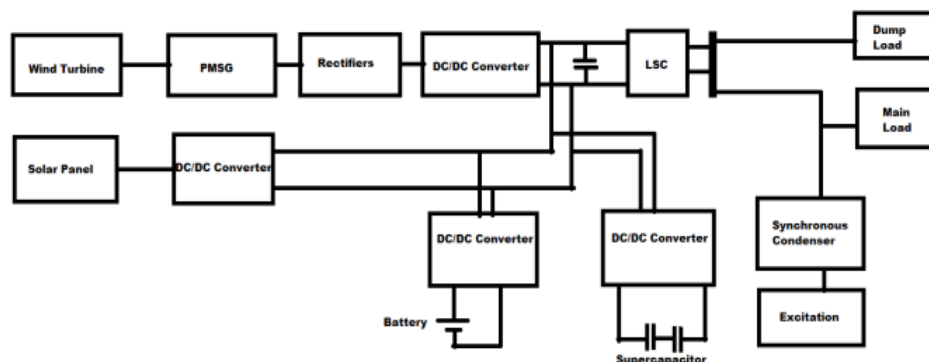 Wind Turbine
PMSG
Rectifiers
DC/DC Converter
LSC
Dump
Load
Main
Load
Solar Panel
DC/DC Converter
DC/DC Converter
DC/DC Converter
Synchronous
Condenser
Excitation
Battery
Supercapacitor